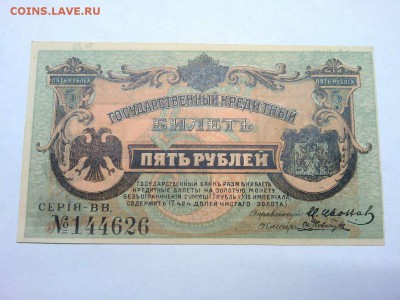 COINS.LAVE.RU
ПЯТЬ РУБЛЕЙ ПЯТЬ РУБЛЕЙ
ГОСУДАРСТВЕННЫЙ КРЕДИТНЫЙ
БИЛЕТЪ
ПЯТЬ РУБЛЕЙ
ГОСУДАРСТВЕННЫЙ БАНКЪ РАЗМѢНИВАЕТЪ
КРЕДИТНЫЕ БИЛЕТЫ НА ЗОЛОТУЮ МОНЕТУ
БЕЗЪ ОГРАНИЧЕНІЯ СУММЫ (1 РУБЛЬ = 1/15 ИМПЕРІАЛА,
СОДЕРЖИТЪ 17,424 ДОЛЕЙ ЧИСТАГО ЗОЛОТА)
СЕРІЯ-ВВ.
№ 144626
Управляющій
Кассиръ